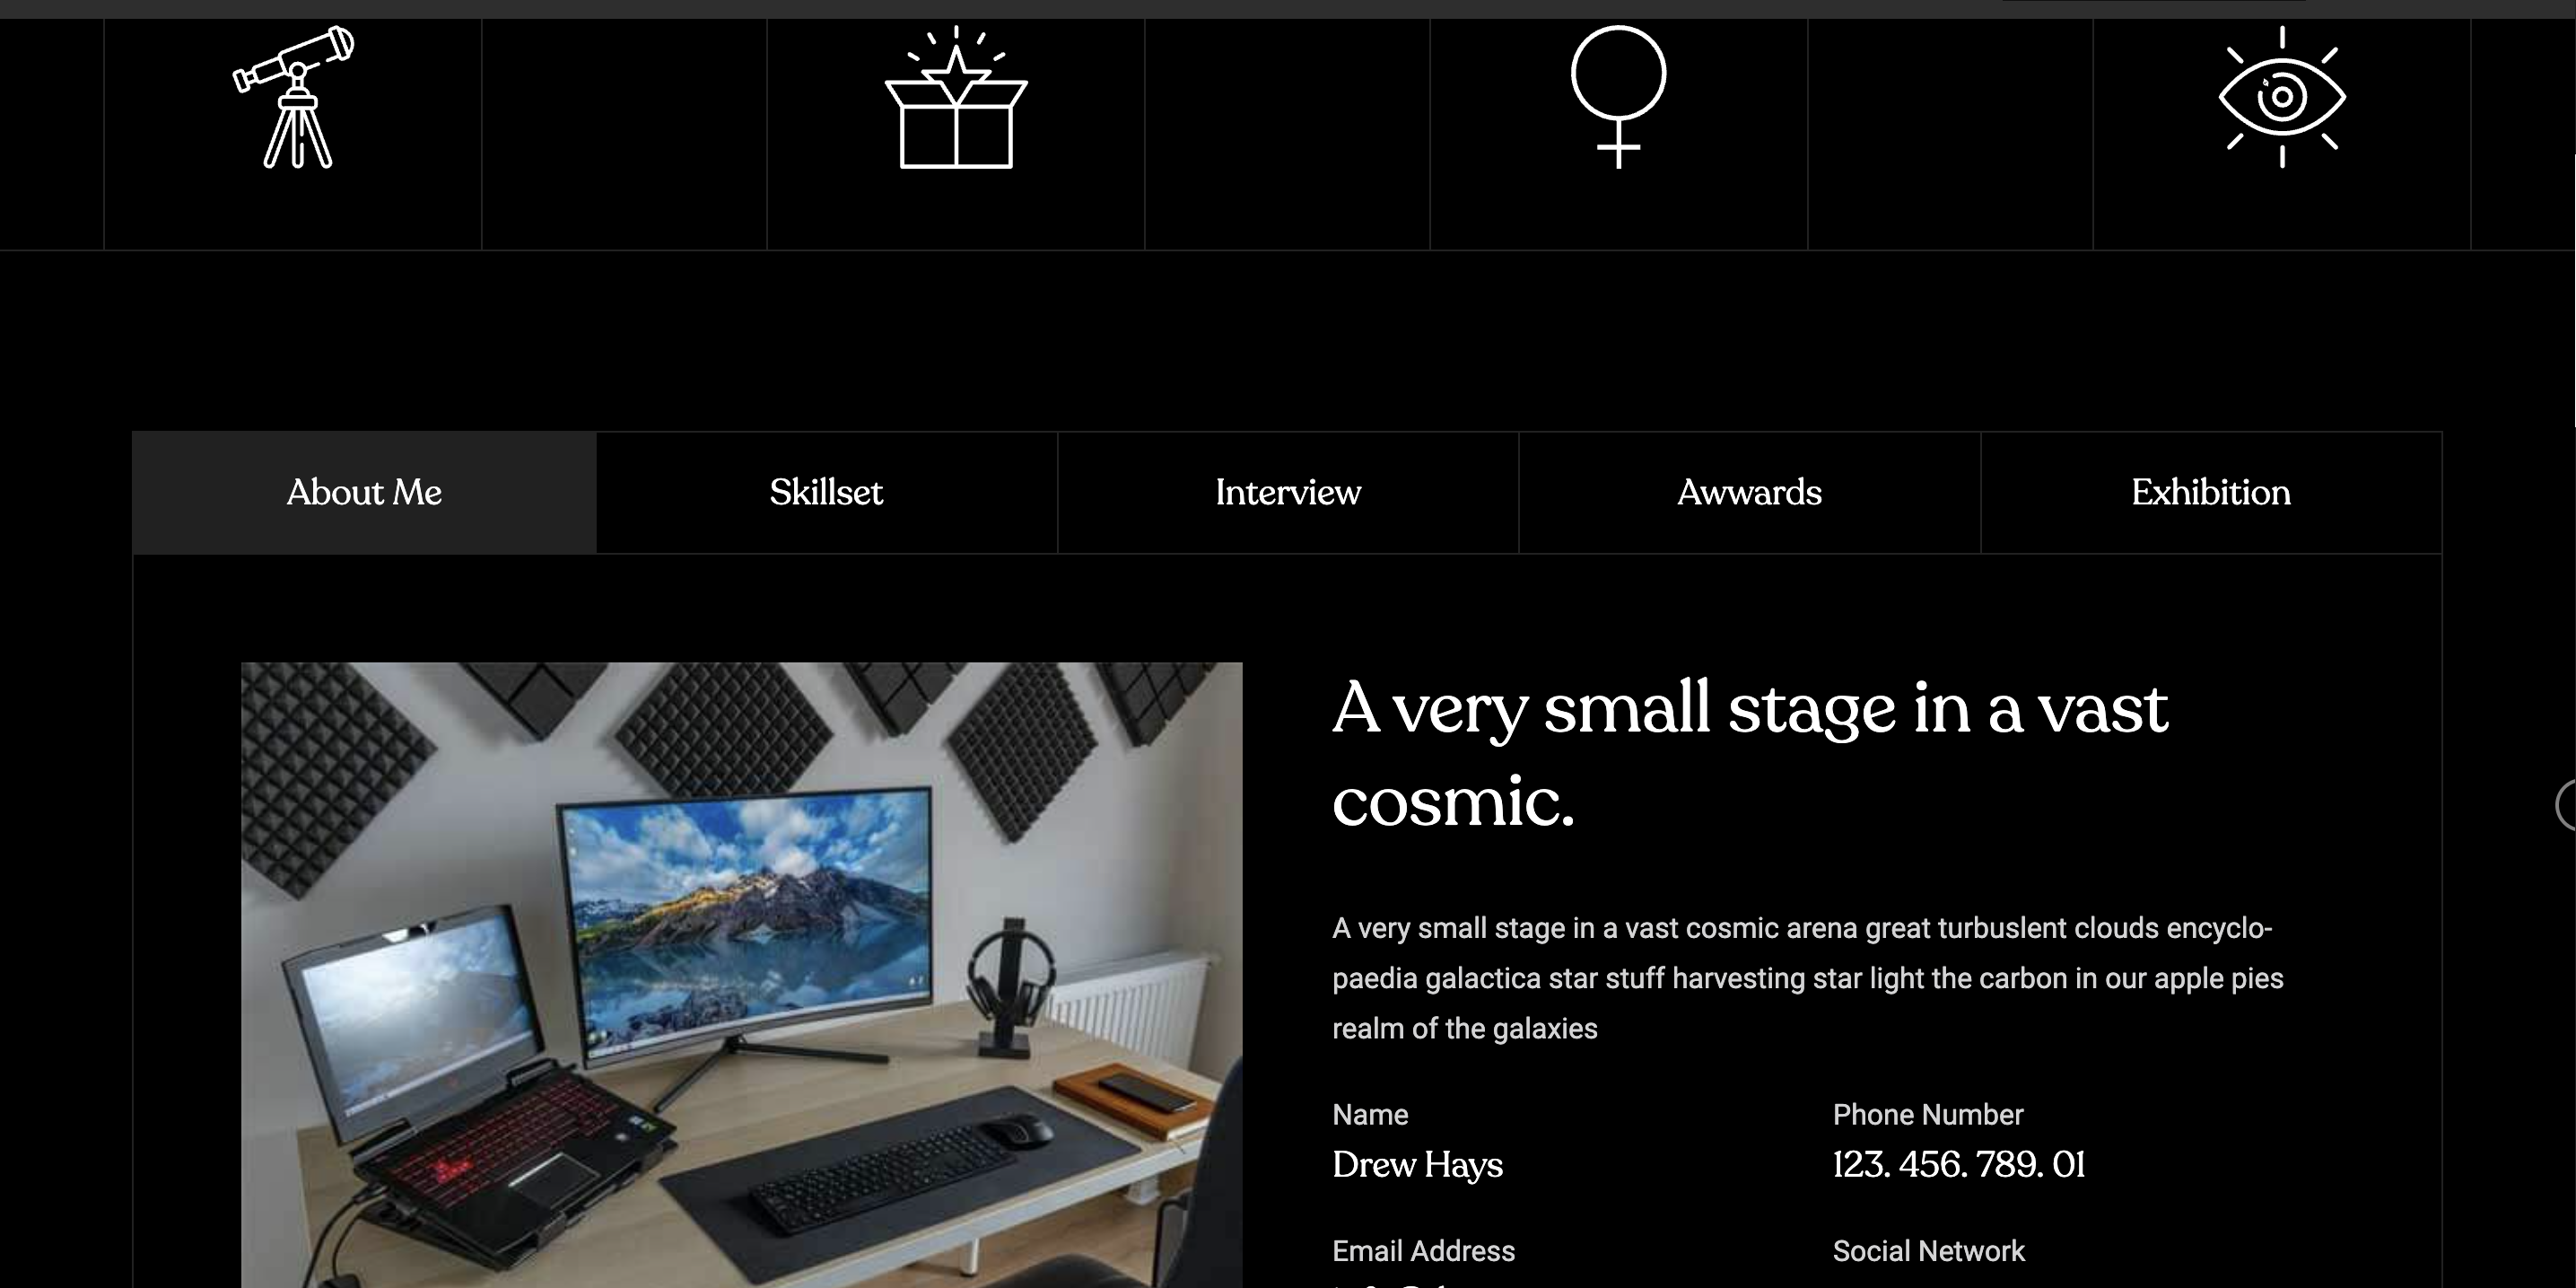 About Me
Skillset
Interview
Awwards
Exhibition
A very small stage in a vast
cosmic.
A very small stage in a vast cosmic arena great turbuslent clouds encyclo-
paedia galactica star stuff harvesting star light the carbon in our apple pies
realm of the galaxies
Name
Phone Number
Drew Hays
123. 456. 789. 01
Email Address
Social Network